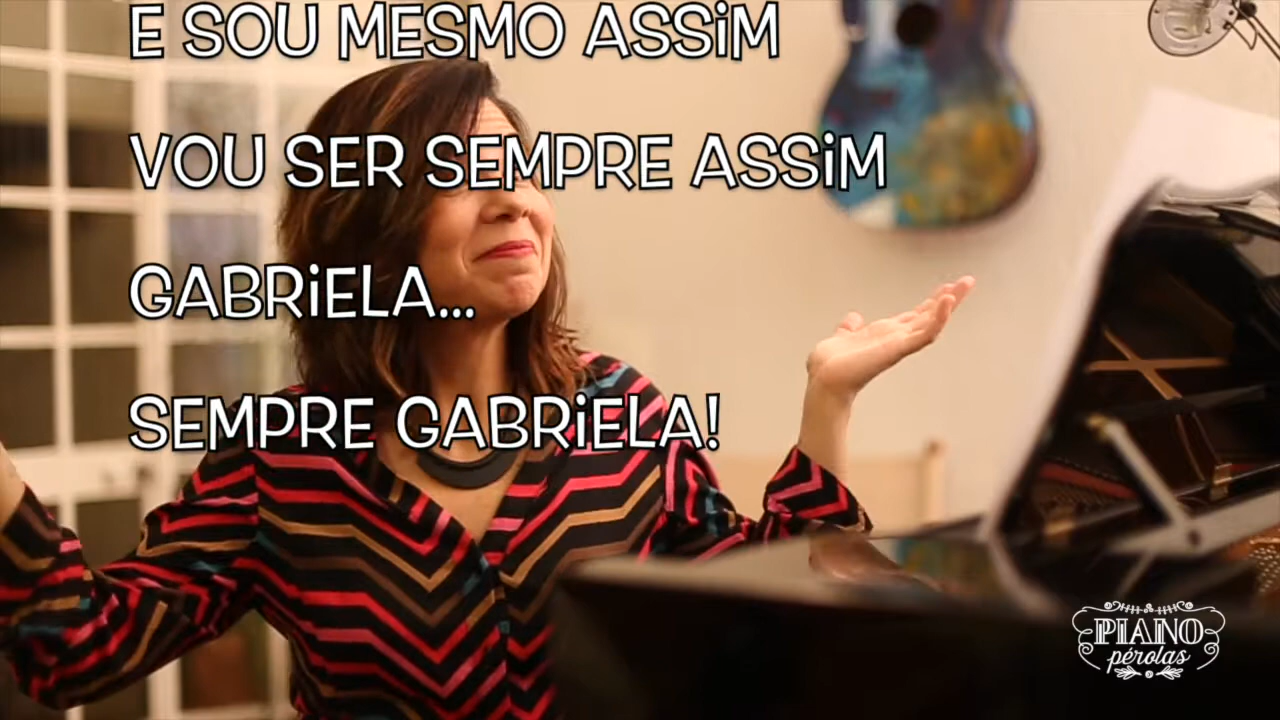 E SOU MESMO ASSiM
VOU SER SEMPRE ASSiM
GABRiELA...
SEMPRE GABRiELA!
PIANO
pérolas